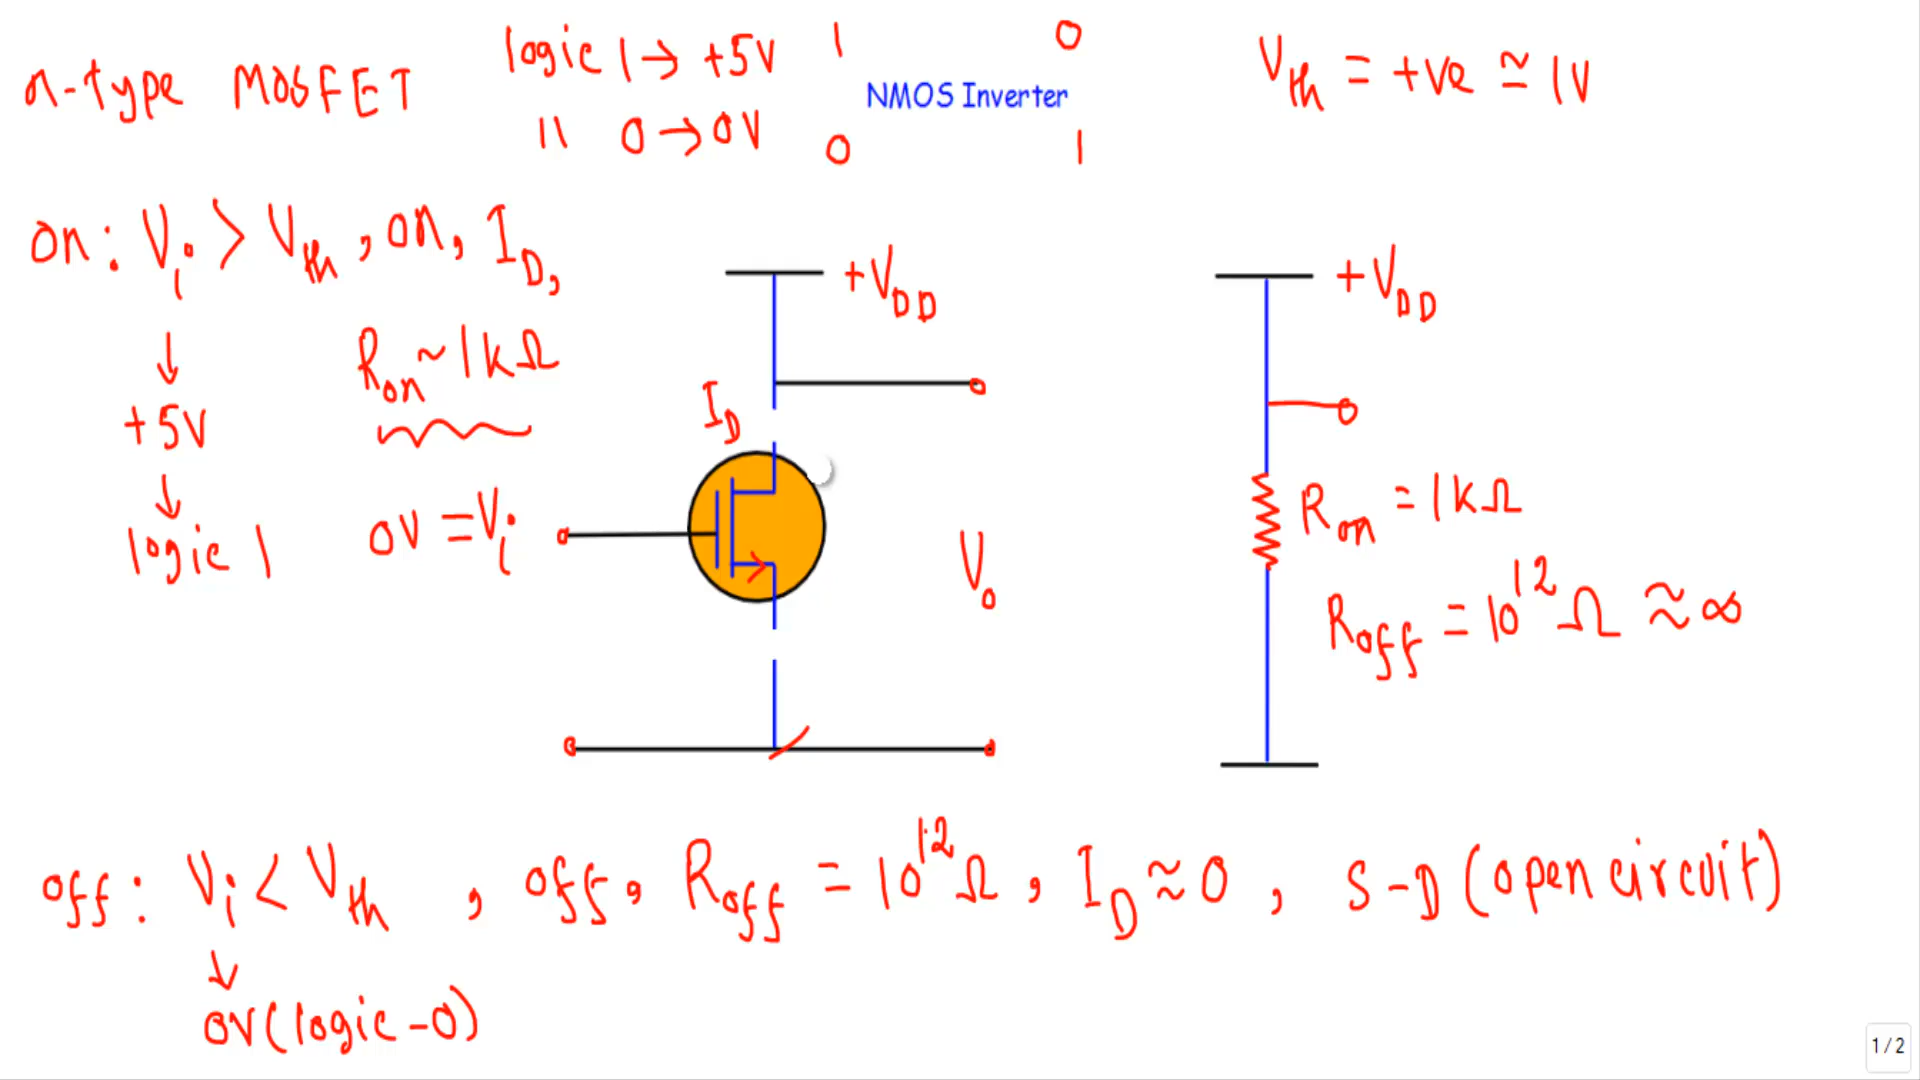 n-type MOSFET
logic 1 → +5V
11 0 → 0V
1 0
NMOS Inverter
0 1
Vth = +ve ≃ 1V
on: Vi > Vth, on, ID,
↓
+5V
↓
logic 1
Ron ~ 1kΩ
0V = Vi
+VDD
ID
Vo
+VDD
Ron = 1kΩ
Roff = 10^12 Ω ≈ ∞
off: Vi < Vth, off, Roff = 10^12 Ω, ID ≈ 0, S-D (open circuit)
↓
0V (logic-0)
1 / 2